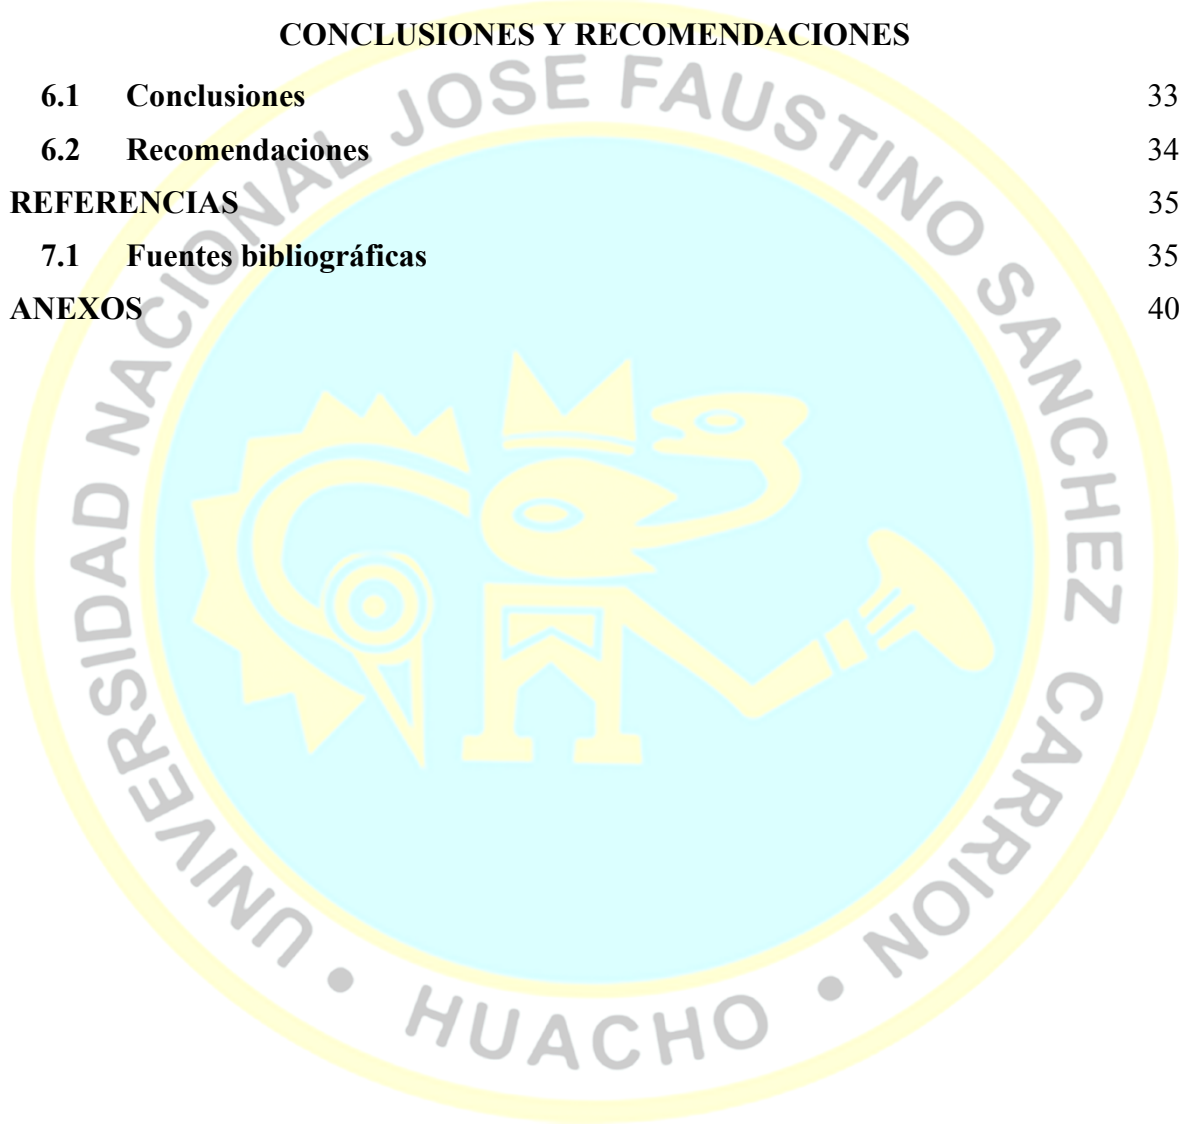 CONCLUSIONES Y RECOMENDACIONES
6.1 Conclusiones 33
6.2 Recomendaciones 34
REFERENCIAS 35
7.1 Fuentes bibliográficas 35
ANEXOS 40
UNIVERSIDAD NACIONAL JOSE FAUSTINO SANCHEZ CARRION • HUACHO •